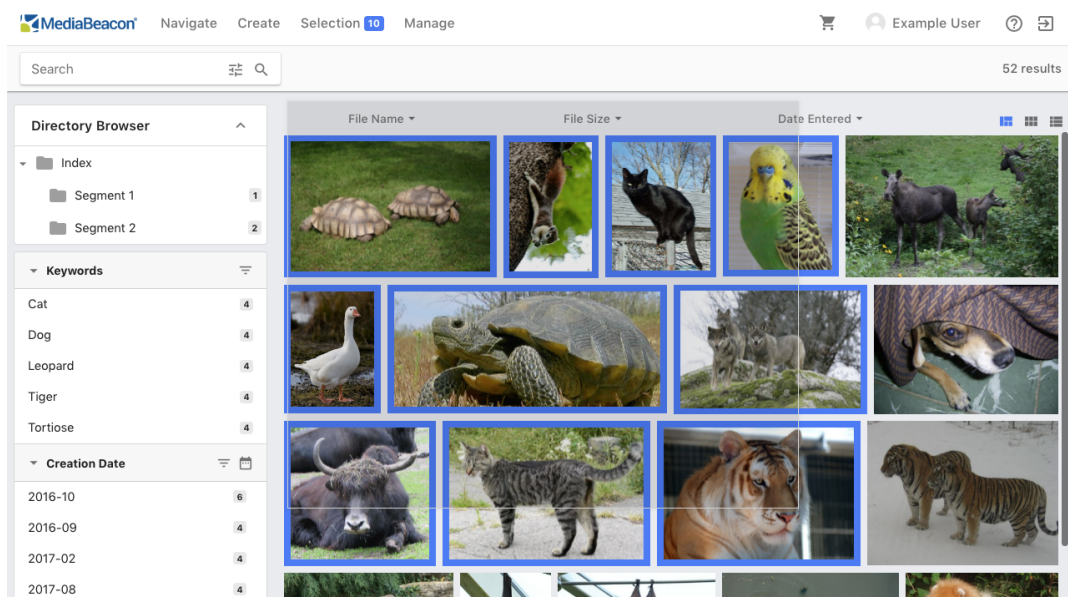 MediaBeacon Navigate Create Selection 10 Manage Example User
Search 52 results
Directory Browser
Index
Segment 1 1
Segment 2 2
Keywords
Cat 4
Dog 4
Leopard 4
Tiger 4
Tortiose 4
Creation Date
2016-10 6
2016-09 4
2017-02 4
2017-08 4
File Name File Size Date Entered